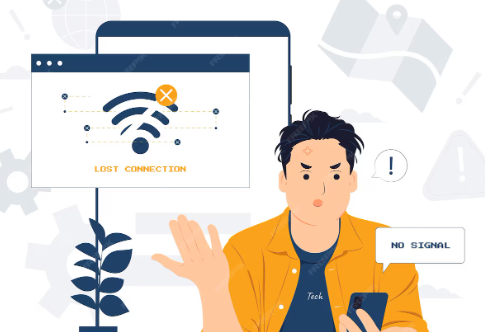 LOST CONNECTION
!
NO SIGNAL
Tech